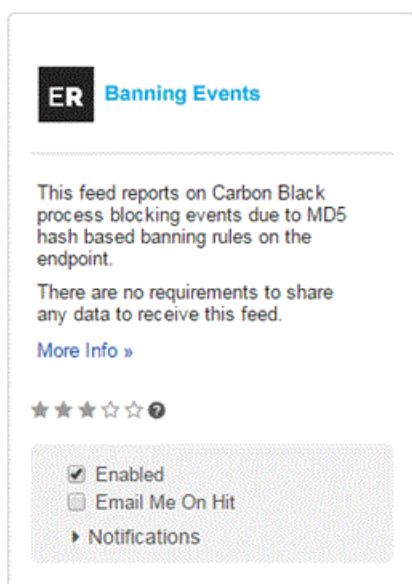 ER Banning Events
This feed reports on Carbon Black
process blocking events due to MD5
hash based banning rules on the
endpoint.
There are no requirements to share
any data to receive this feed.
More Info »
?
Enabled
Email Me On Hit
Notifications